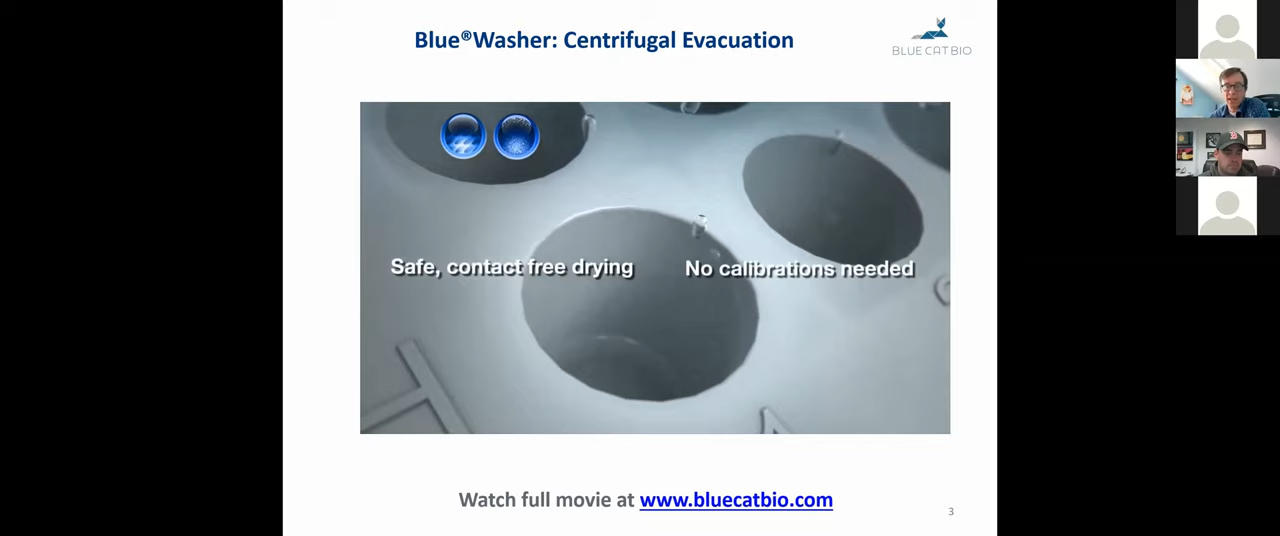 Blue®Washer: Centrifugal Evacuation
BLUE CAT BIO
Safe, contact free drying
No calibrations needed
Watch full movie at www.bluecatbio.com
3